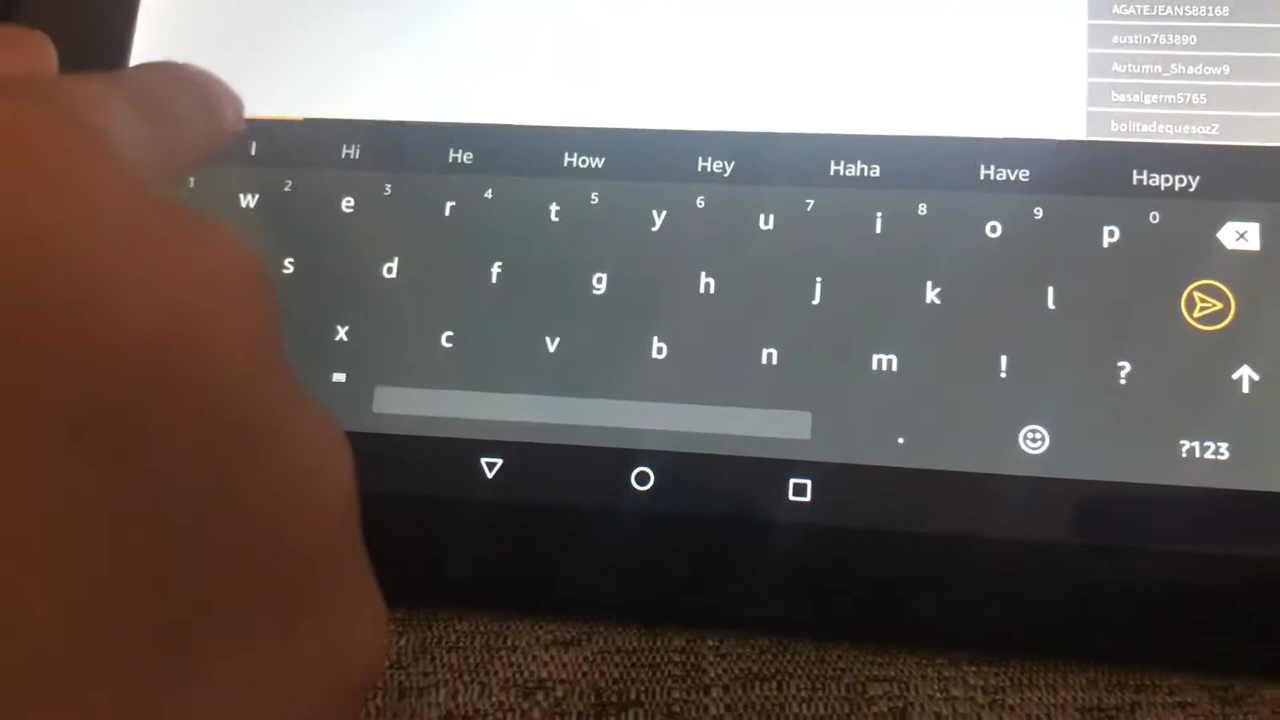 AGATEJEANS88168
austin763890
Autumn_Shadow9
basalgerm5765
bolitadequesozZ
I Hi He How Hey Haha Have Happy
1 2 3 4 5 6 7 8 9 0
w e r t y u i o p
s d f g h j k l
x c v b n m ! ?
. ?123